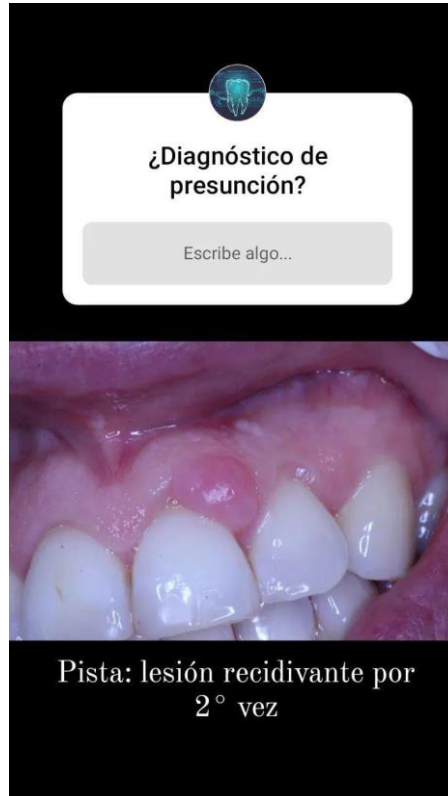 ¿Diagnóstico de
presunción?
Escribe algo...
Pista: lesión recidivante por
2° vez